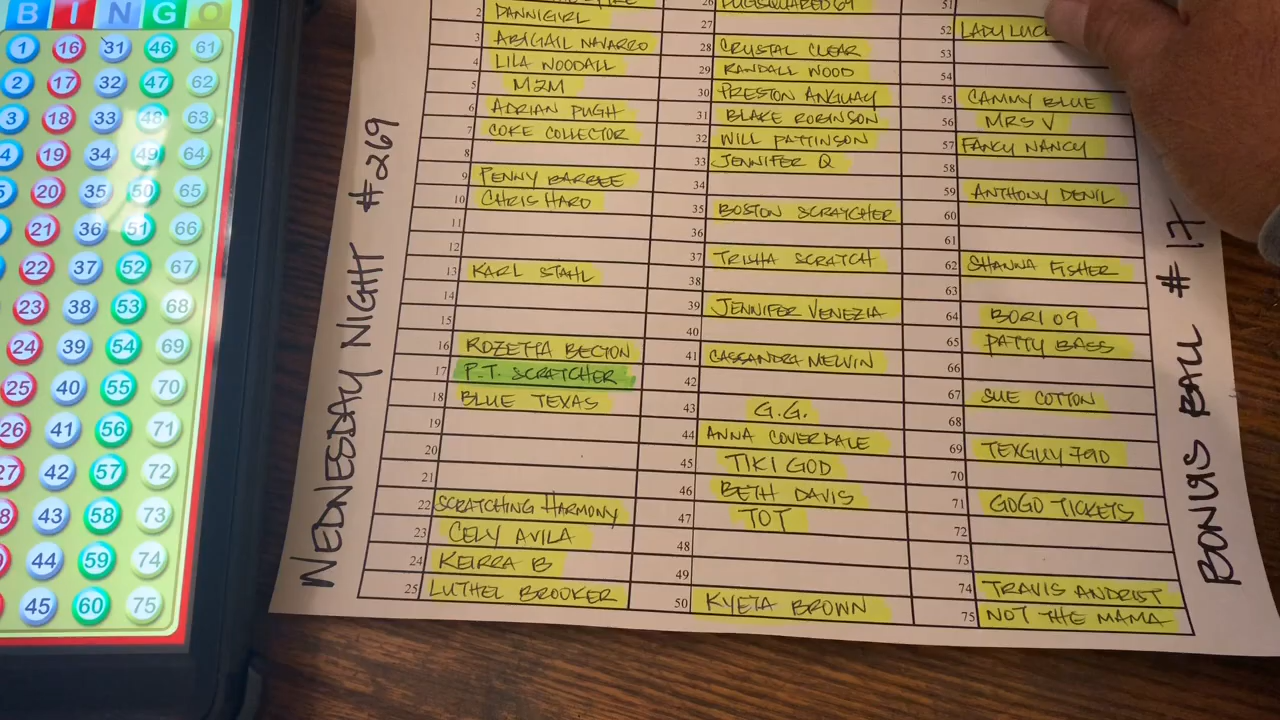 B I N G O
1 16 31 46 61
2 17 32 47 62
3 18 33 48 63
4 19 34 49 64
5 20 35 50 65
21 36 51 66
22 37 52 67
23 38 53 68
24 39 54 69
25 40 55 70
26 41 56 71
27 42 57 72
43 58 73
44 59 74
45 60 75
WEDNESDAY NIGHT #269
2 DANNIGIRL
3 ABIGAIL NAVARRO
4 LILA NOODALL
5 MJM
6 ADRIAN PUGH
7 COKE COLLECTOR
8
9 PENNY BARBEE
10 CHRIS HARO
11
12
13 KARL STAHL
14
15
16 ROZETTA BECTON
17 P.T. SCRATCHER
18 BLUE TEXAS
19
20
21
22 SCRATCHING HARMONY
23 CELY AVILA
24 KEIRRA B
25 LUTHEL BROOKER
26 PUGSQUARED69
27
28 CRYSTAL CLEAR
29 RANDALL WOOD
30 PRESTON ANGUAY
31 BLAKE ROBINSON
32 WILL PATTINSON
33 JENNIFER Q
34
35 BOSTON SCRATCHER
36
37 TRISHA SCRATCH
38
39 JENNIFER VENEZIA
40
41 CASSANDRA MELVIN
42
43 G.G.
44 ANNA COVERDALE
45 TIKI GOD
46 BETH DAVIS
47 TOT
48
49
50 KYETA BROWN
51
52 LADY LUC
53
54
55 CAMMY BLUE
56 MRS V
57 FANCY NANCY
58
59 ANTHONY DENIL
60
61
62 SHANNA FISHER
63
64 BORI 09
65 PATTY BASS
66
67 SUE COTTON
68
69 TEXGUY790
70
71 GOGO TICKETS
72
73
74 TRAVIS ANDRIST
75 NOT THE MAMA
BONUS BALL #17